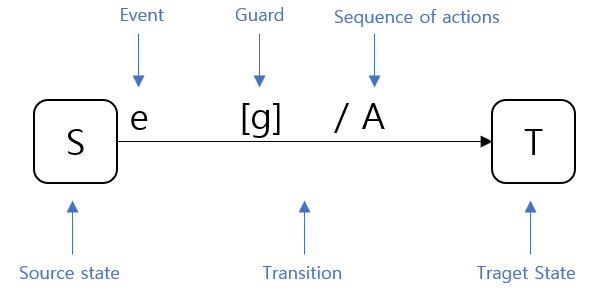 Event Guard Sequence of actions
e [g] / A
S T
Source state Transition Traget State